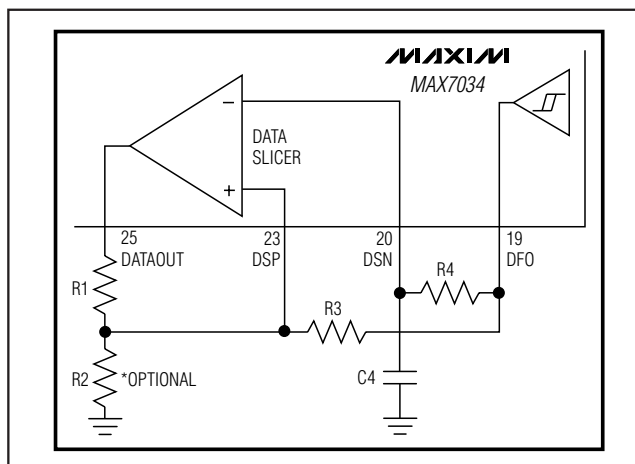 MAXIM
MAX7034
−
DATA
SLICER
+
25
DATAOUT
23
DSP
20
DSN
19
DFO
R1
R3
R4
R2
*OPTIONAL
C4